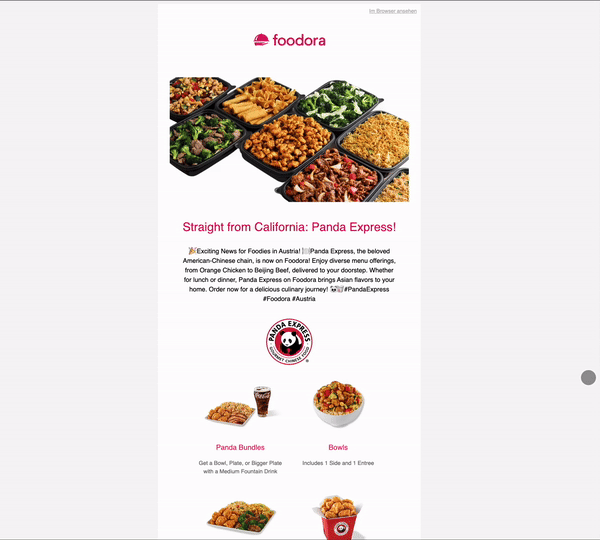 Im Browser ansehen
foodora
Straight from California: Panda Express!
🎉Exciting News for Foodies in Austria! Panda Express, the beloved
American-Chinese chain, is now on Foodora! Enjoy diverse menu offerings,
from Orange Chicken to Beijing Beef, delivered to your doorstep. Whether
for lunch or dinner, Panda Express on Foodora brings Asian flavors to your
home. Order now for a delicious culinary journey! 🐼🥡#PandaExpress
#Foodora #Austria
PANDA EXPRESS
GOURMET CHINESE FOOD
Panda Bundles
Bowls
Get a Bowl, Plate, or Bigger Plate
with a Medium Fountain Drink
Includes 1 Side and 1 Entree